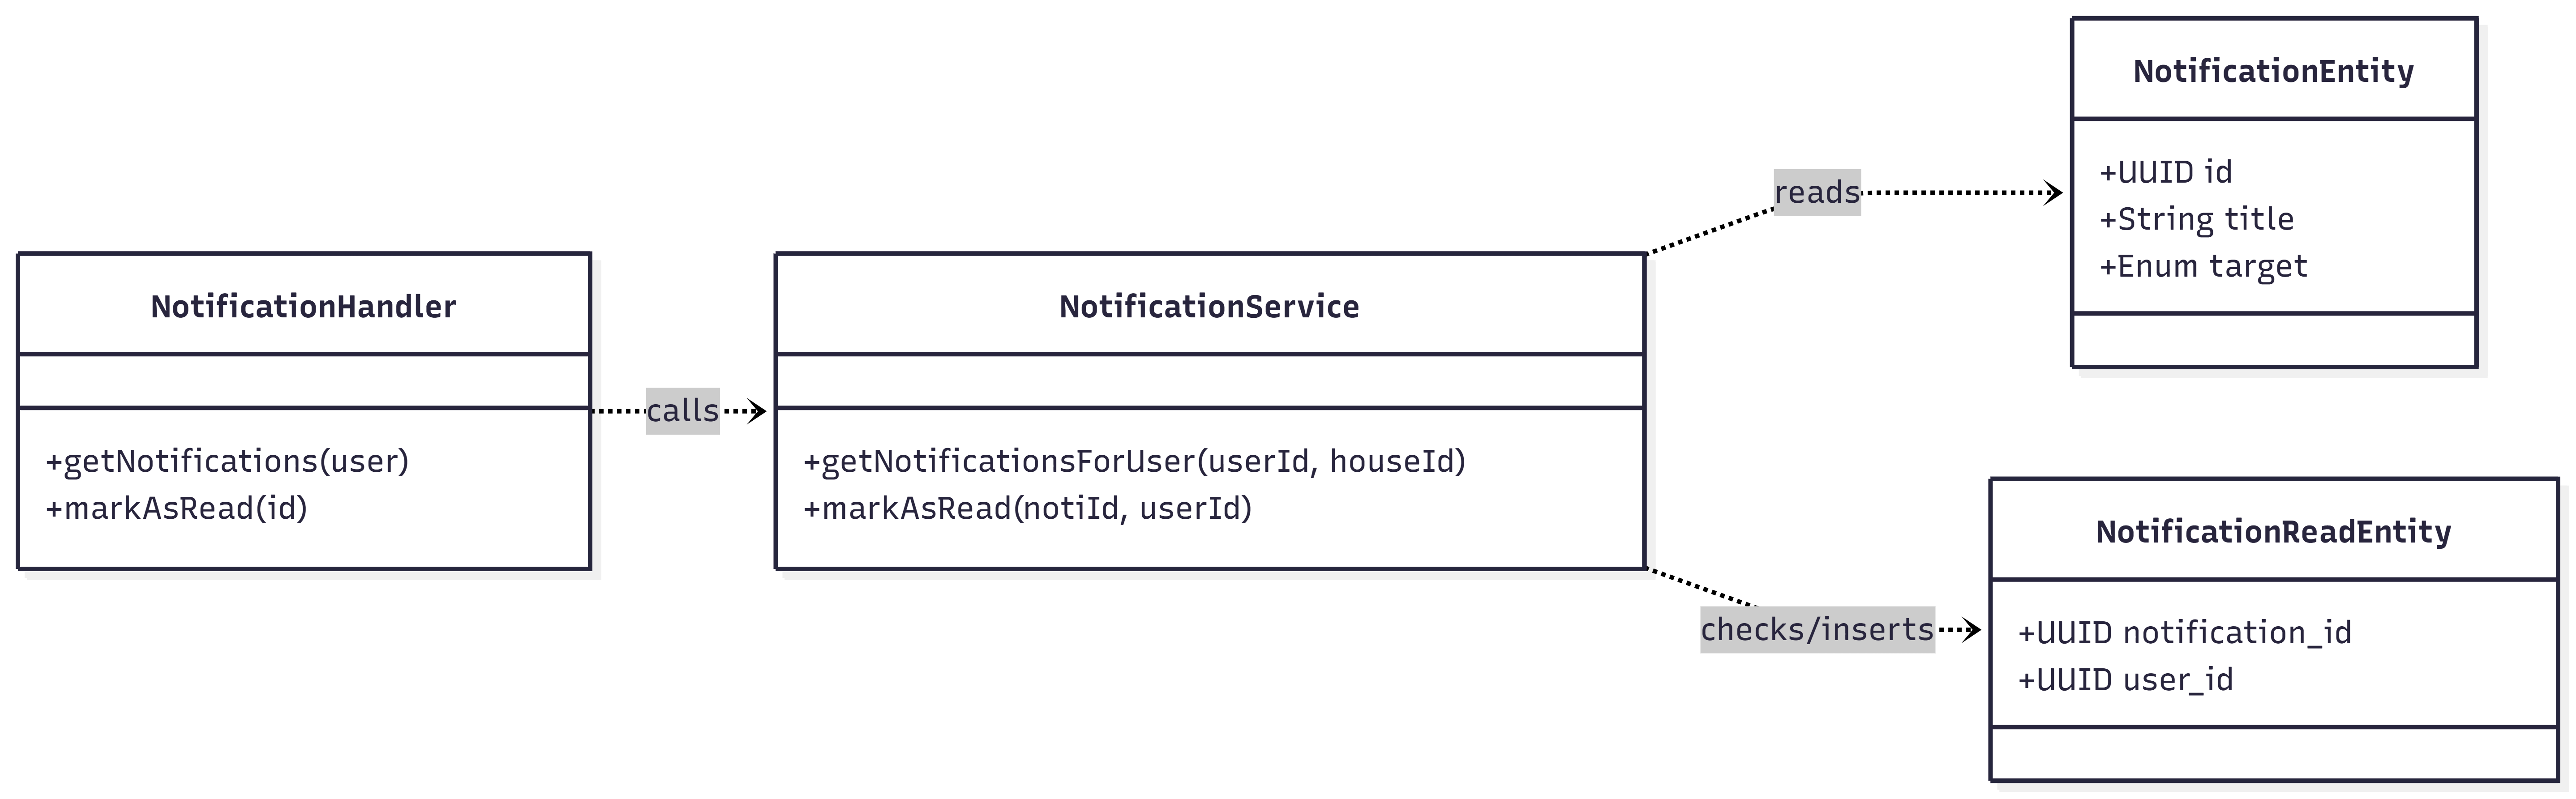 NotificationHandler
+getNotifications(user)
+markAsRead(id)
calls
NotificationService
+getNotificationsForUser(userId, houseId)
+markAsRead(notiId, userId)
reads
NotificationEntity
+UUID id
+String title
+Enum target
checks/inserts
NotificationReadEntity
+UUID notification_id
+UUID user_id